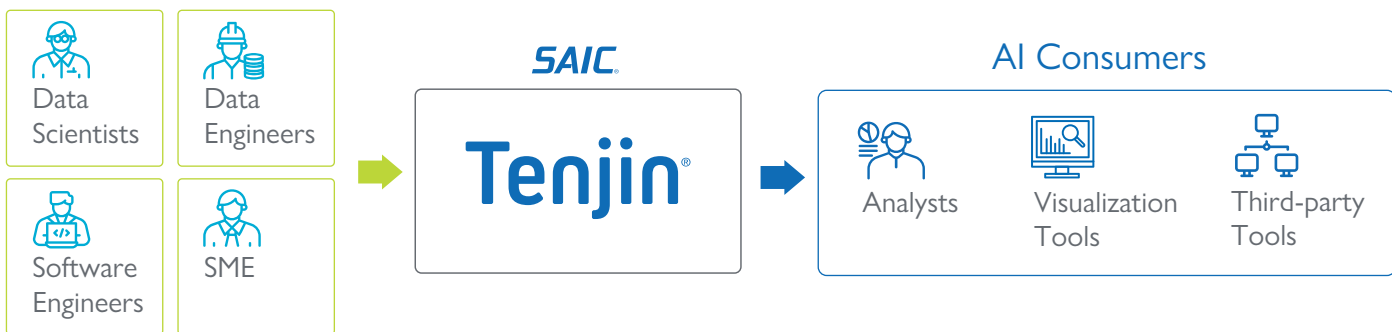 Data
Scientists
Data
Engineers
Software
Engineers
SME
SAIC®
Tenjin®
AI Consumers
Analysts
Visualization
Tools
Third-party
Tools